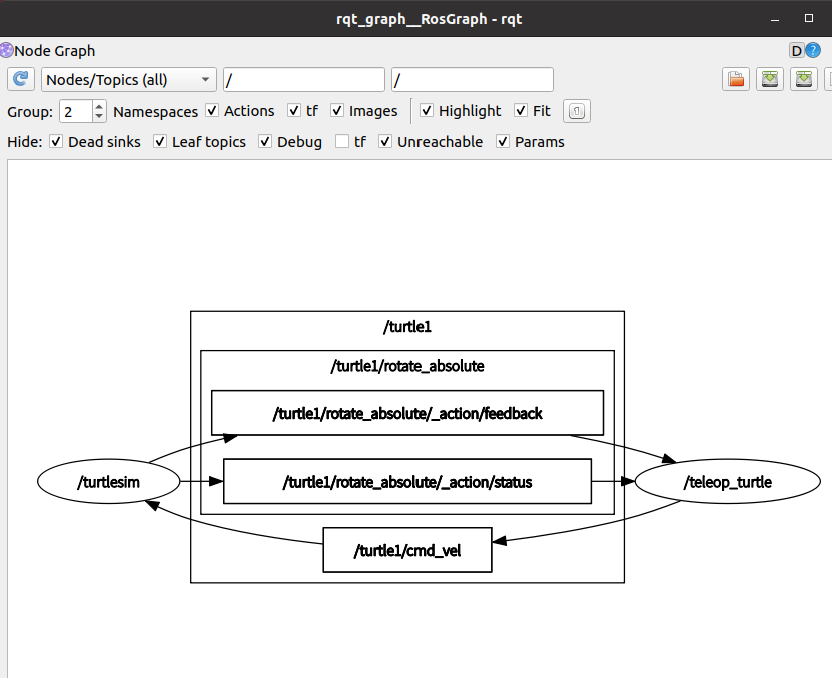 rqt_graph__RosGraph - rqt
Node Graph
D ?
Nodes/Topics (all) / /
Group: 2 Namespaces Actions tf Images Highlight Fit
Hide: Dead sinks Leaf topics Debug tf Unreachable Params
/turtle1
/turtle1/rotate_absolute
/turtle1/rotate_absolute/_action/feedback
/turtlesim
/turtle1/rotate_absolute/_action/status
/teleop_turtle
/turtle1/cmd_vel